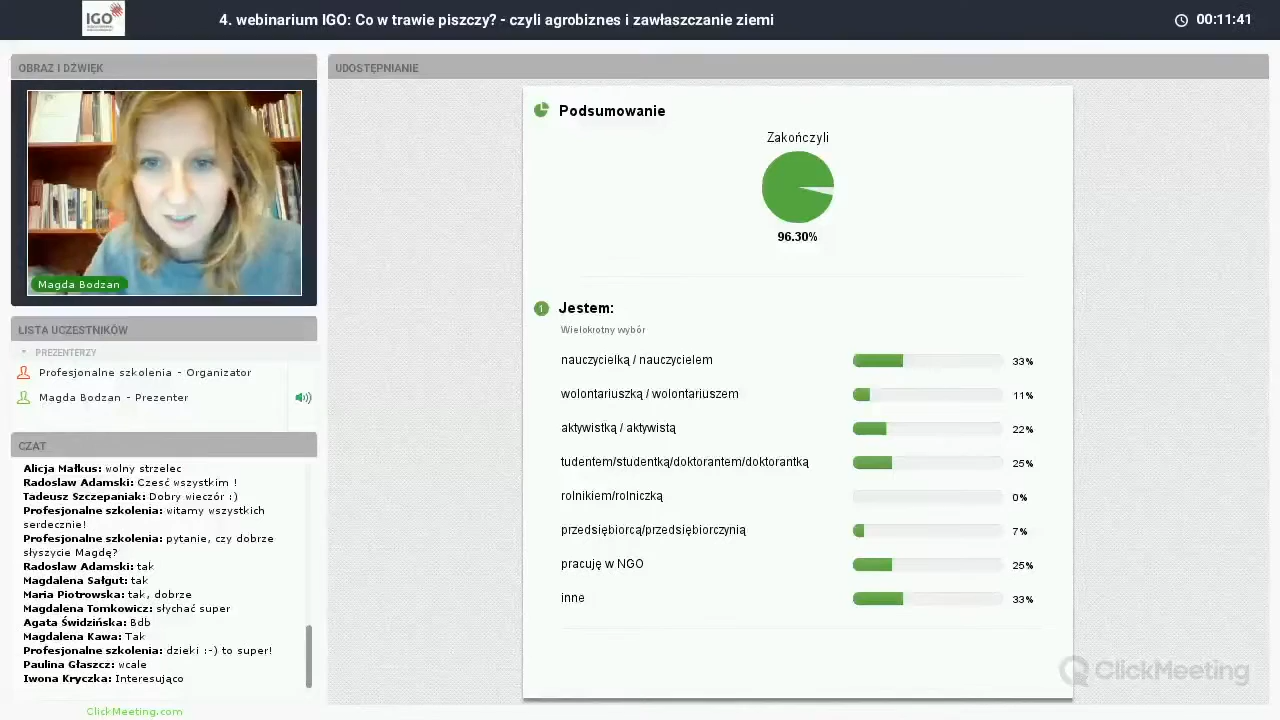 IGO
4. webinarium IGO: Co w trawie piszczy? - czyli agrobiznes i zawłaszczanie ziemi
00:11:41
OBRAZ I DŹWIĘK
Magda Bodzan
LISTA UCZESTNIKÓW
PREZENTERZY
Profesjonalne szkolenia - Organizator
Magda Bodzan - Prezenter
CZAT
Alicja Małkus: wolny strzelec
Radoslaw Adamski: Czesć wszystkim !
Tadeusz Szczepaniak: Dobry wieczór :)
Profesjonalne szkolenia: witamy wszystkich
serdecznie!
Profesjonalne szkolenia: pytanie, czy dobrze
słyszycie Magdę?
Radoslaw Adamski: tak
Magdalena Sałgut: tak
Maria Piotrowska: tak, dobrze
Magdalena Tomkowicz: słychać super
Agata Świdzińska: Bdb
Magdalena Kawa: Tak
Profesjonalne szkolenia: dzieki :-) to super!
Paulina Głaszcz: wcale
Iwona Kryczka: Interesująco
ClickMeeting.com
UDOSTĘPNIANIE
Podsumowanie
Zakończyli
96.30%
1 Jestem:
Wielokrotny wybór
nauczycielką / nauczycielem 33%
wolontariuszką / wolontariuszem 11%
aktywistką / aktywistą 22%
tudentem/studentką/doktorantem/doktorantką 25%
rolnikiem/rolniczką 0%
przedsiębiorcą/przedsiębiorczynią 7%
pracuję w NGO 25%
inne 33%
ClickMeeting